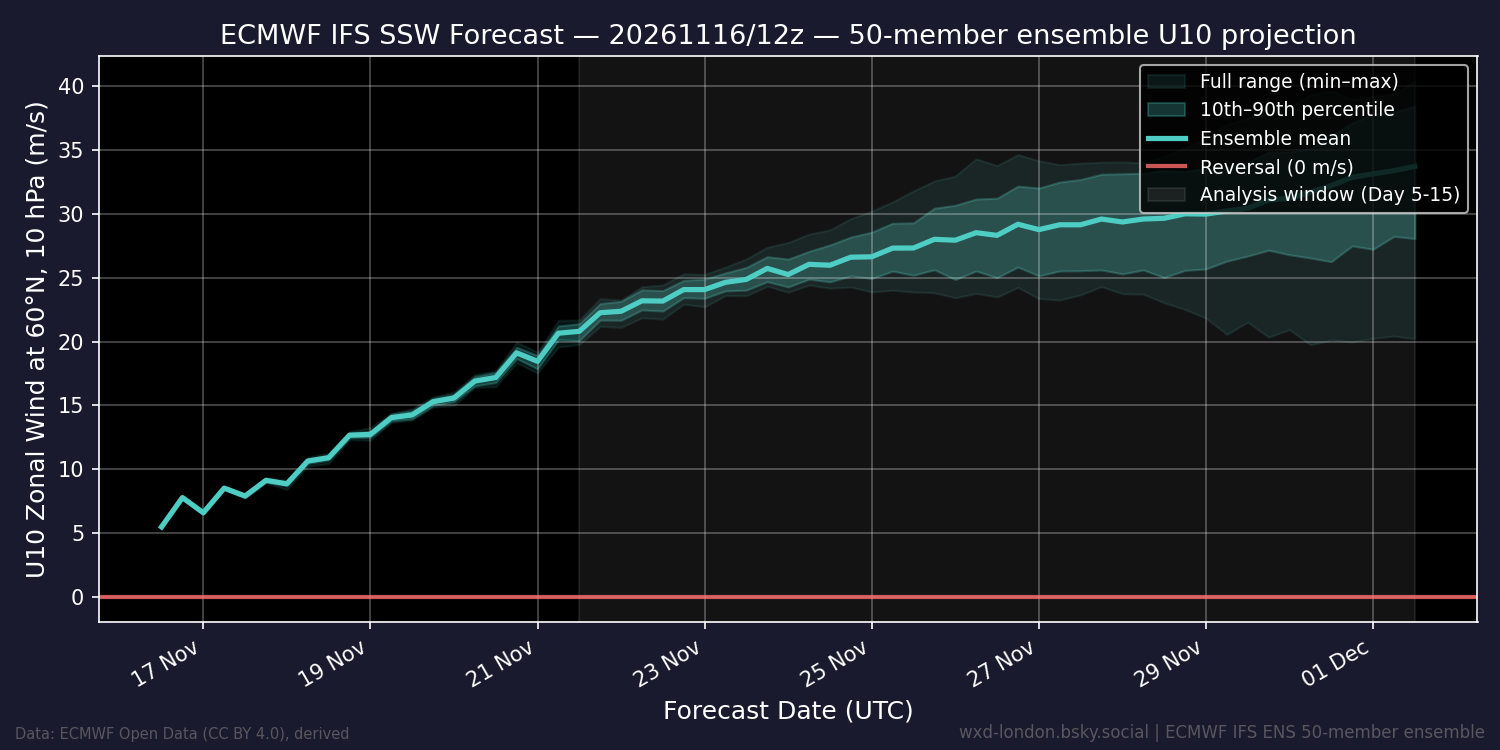 ECMWF IFS SSW Forecast — 20261116/12z — 50-member ensemble U10 projection
U10 Zonal Wind at 60°N, 10 hPa (m/s)
40
35
30
25
20
15
10
5
0
Full range (min–max)
10th–90th percentile
Ensemble mean
Reversal (0 m/s)
Analysis window (Day 5-15)
17 Nov
19 Nov
21 Nov
23 Nov
25 Nov
27 Nov
29 Nov
01 Dec
Forecast Date (UTC)
Data: ECMWF Open Data (CC BY 4.0), derived
wxd-london.bsky.social | ECMWF IFS ENS 50-member ensemble